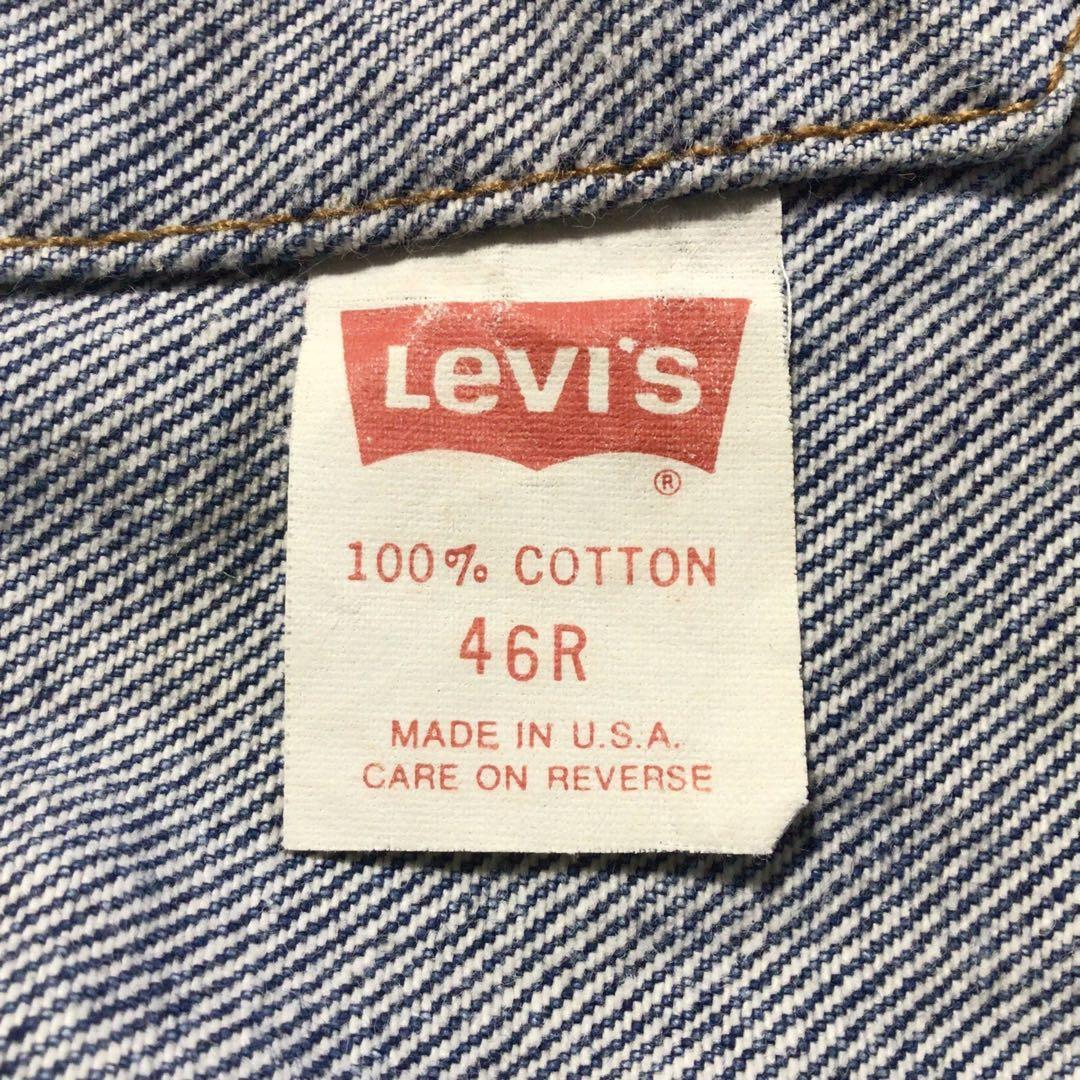 Levi's
®
100% COTTON
46R
MADE IN U.S.A.
CARE ON REVERSE